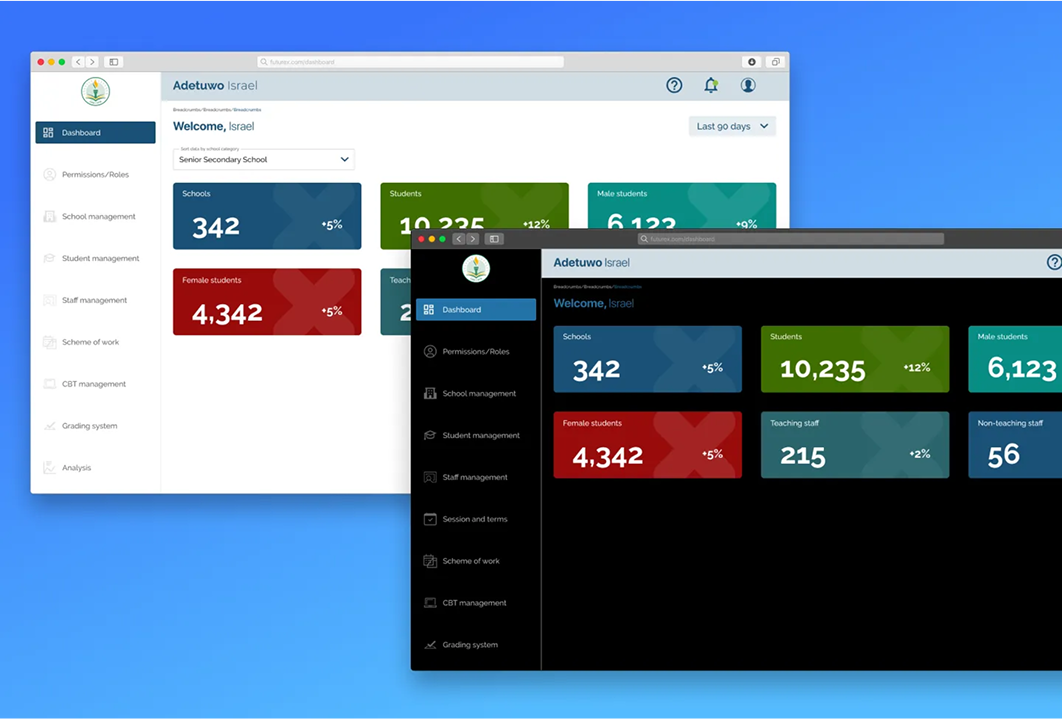 futurex.com/dashboard
Adetuwo Israel
Breadcrumbs/Breadcrumbs/Breadcrumbs
Welcome, Israel
Last 90 days
Sort data by school category
Senior Secondary School
Dashboard
Permissions/Roles
School management
Student management
Staff management
Scheme of work
CBT management
Grading system
Analysis
Schools
342
+5%
Students
10,235
+12%
Male students
6,123
+9%
Female students
4,342
+5%
Teach
2
futurex.com/dashboard
Adetuwo Israel
Breadcrumbs/Breadcrumbs/Breadcrumbs
Welcome, Israel
Dashboard
Permissions/Roles
School management
Student management
Staff management
Session and terms
Scheme of work
CBT management
Grading system
Schools
342
+5%
Students
10,235
+12%
Male students
6,123
Female students
4,342
+5%
Teaching staff
215
+2%
Non-teaching staff
56